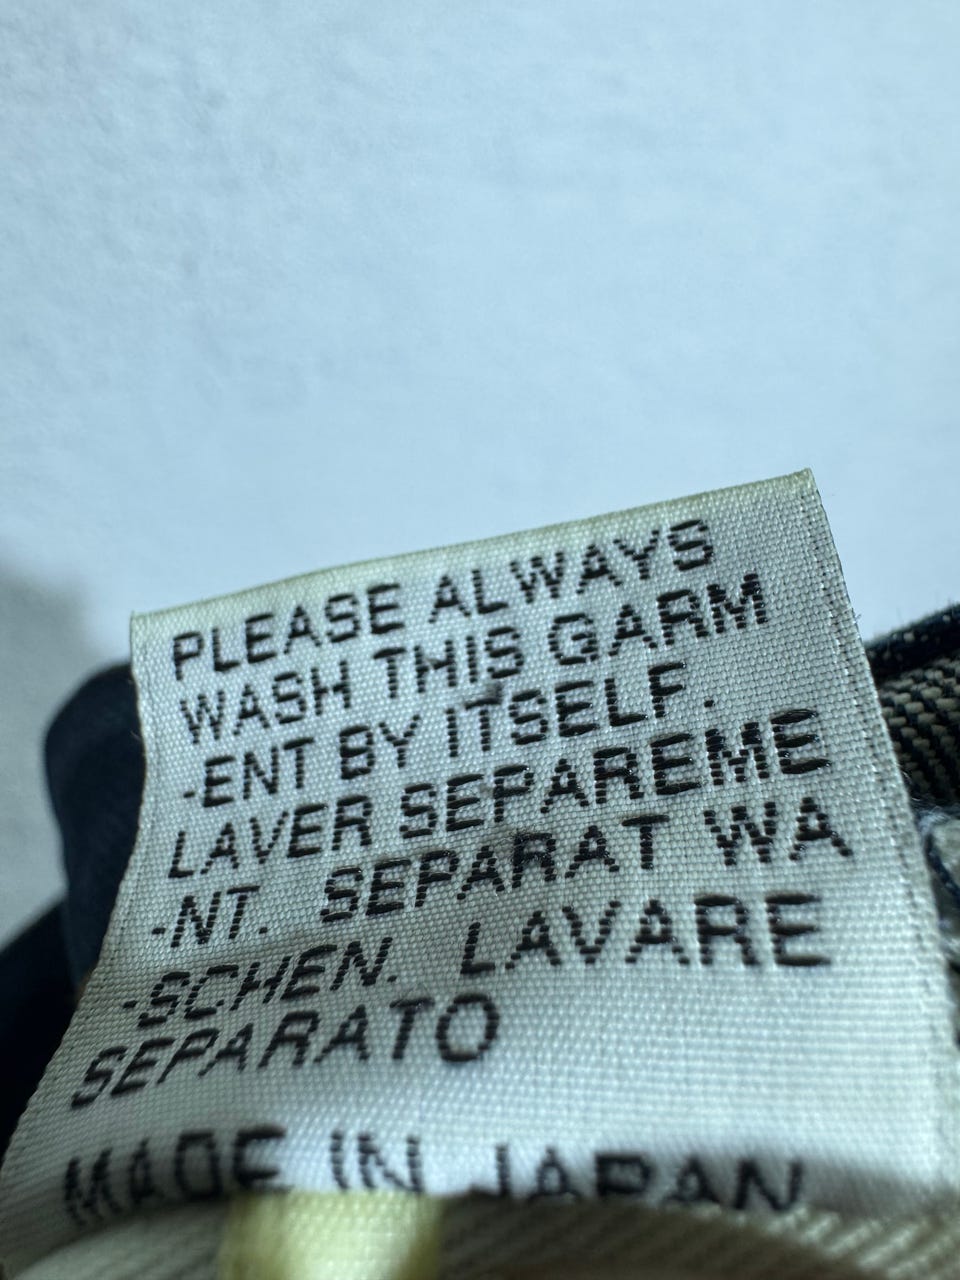 PLEASE ALWAYS
WASH THIS GARM
-ENT BY ITSELF.
LAVER SEPAREME
-NT. SEPARAT WA
-SCHEN. LAVARE
SEPARATO
MADE IN JAPAN